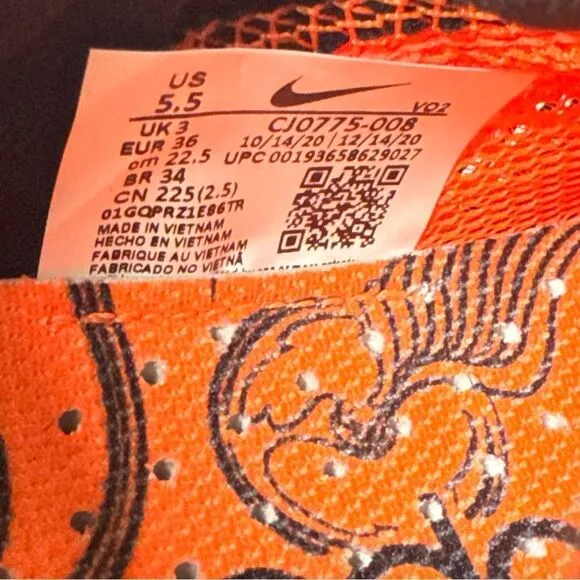 US
5.5
VO2
UK 3
CJ0775-008
EUR 36
10/14/20 | 12/14/20
cm 22.5
UPC 00193658629027
BR 34
CN 225(2.5)
01GQPRZ1E86TR
MADE IN VIETNAM
HECHO EN VIETNAM
FABRIQUE AU VIETNAM
FABRICADO NO VIETNÃ